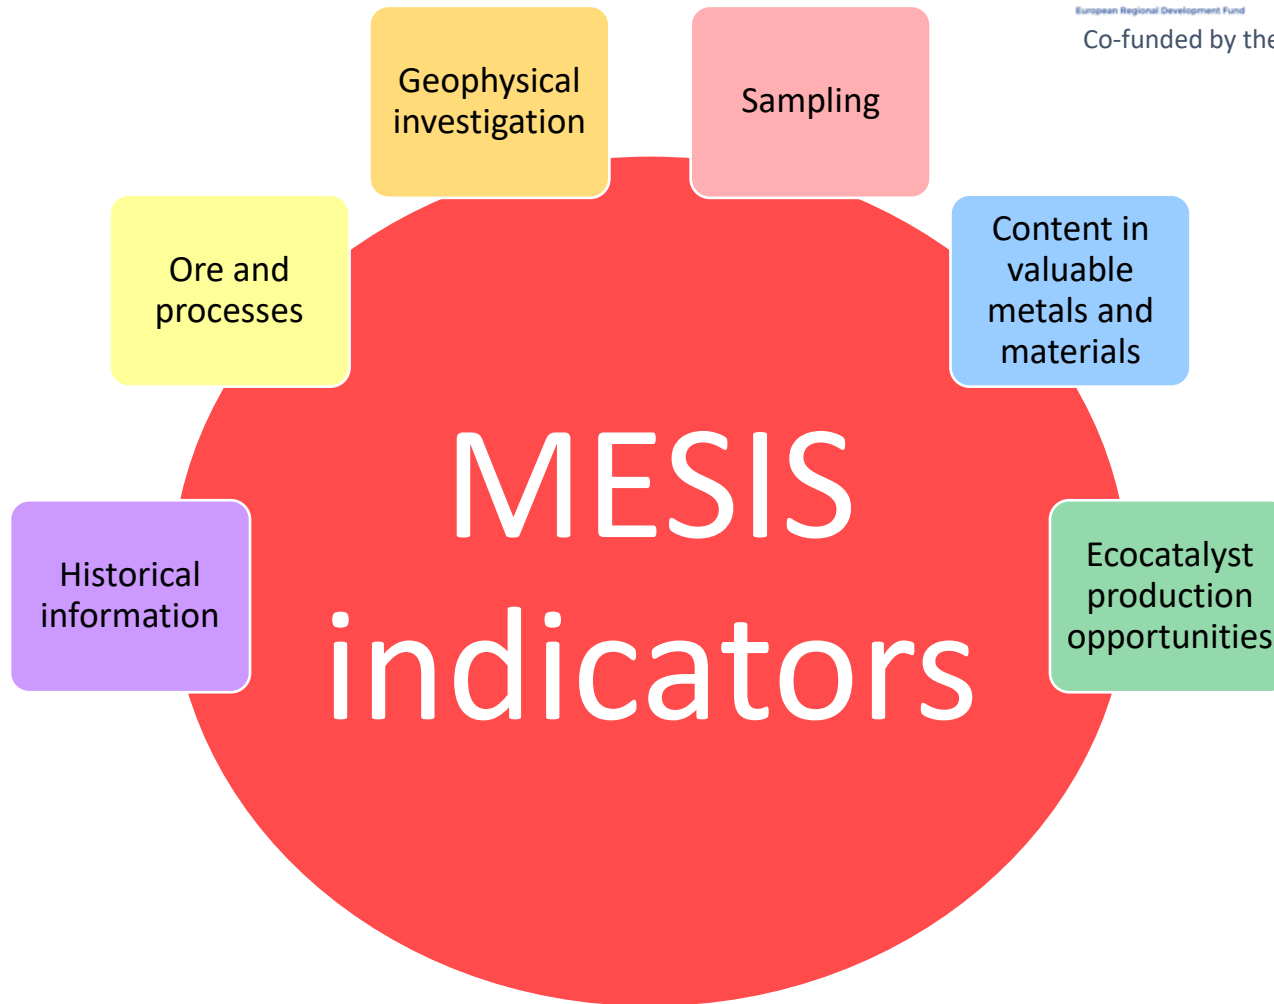 European Regional Development Fund
Co-funded by the
Geophysical
investigation
Sampling
Ore and
processes
Content in
valuable
metals and
materials
Historical
information
Ecocatalyst
production
opportunities
MESIS
indicators